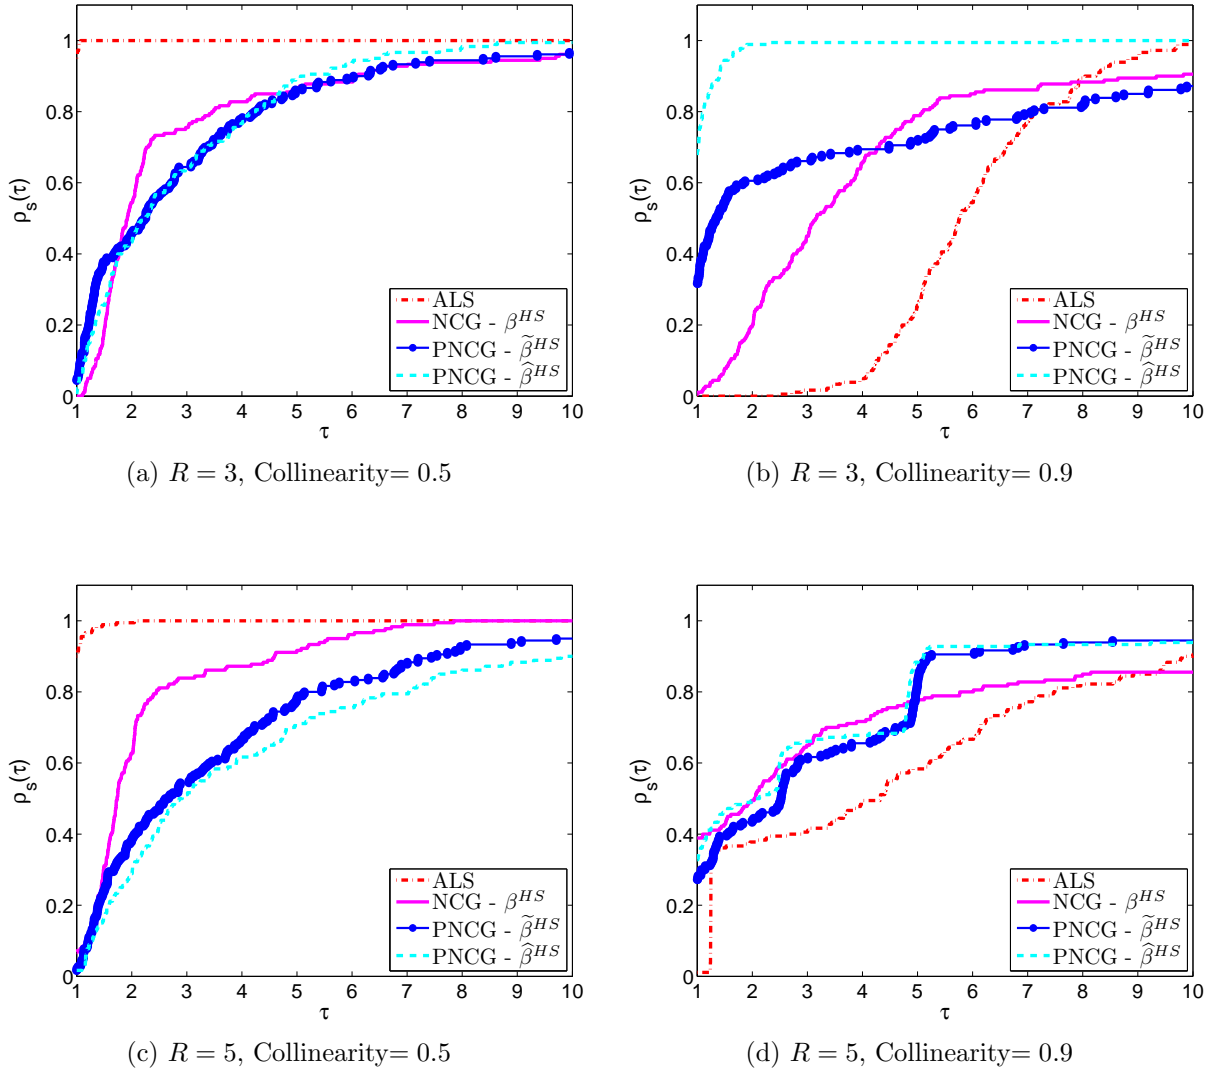 1
0.8
0.6
0.4
0.2
0
ρs(τ)
1 2 3 4 5 6 7 8 9 10
τ
ALS
NCG - β^{HS}
PNCG - β̃^{HS}
PNCG - β̂^{HS}
(a) R = 3, Collinearity= 0.5
1
0.8
0.6
0.4
0.2
0
ρs(τ)
1 2 3 4 5 6 7 8 9 10
τ
ALS
NCG - β^{HS}
PNCG - β̃^{HS}
PNCG - β̂^{HS}
(b) R = 3, Collinearity= 0.9
1
0.8
0.6
0.4
0.2
0
ρs(τ)
1 2 3 4 5 6 7 8 9 10
τ
ALS
NCG - β^{HS}
PNCG - β̃^{HS}
PNCG - β̂^{HS}
(c) R = 5, Collinearity= 0.5
1
0.8
0.6
0.4
0.2
0
ρs(τ)
1 2 3 4 5 6 7 8 9 10
τ
ALS
NCG - β^{HS}
PNCG - β̃^{HS}
PNCG - β̂^{HS}
(d) R = 5, Collinearity= 0.9